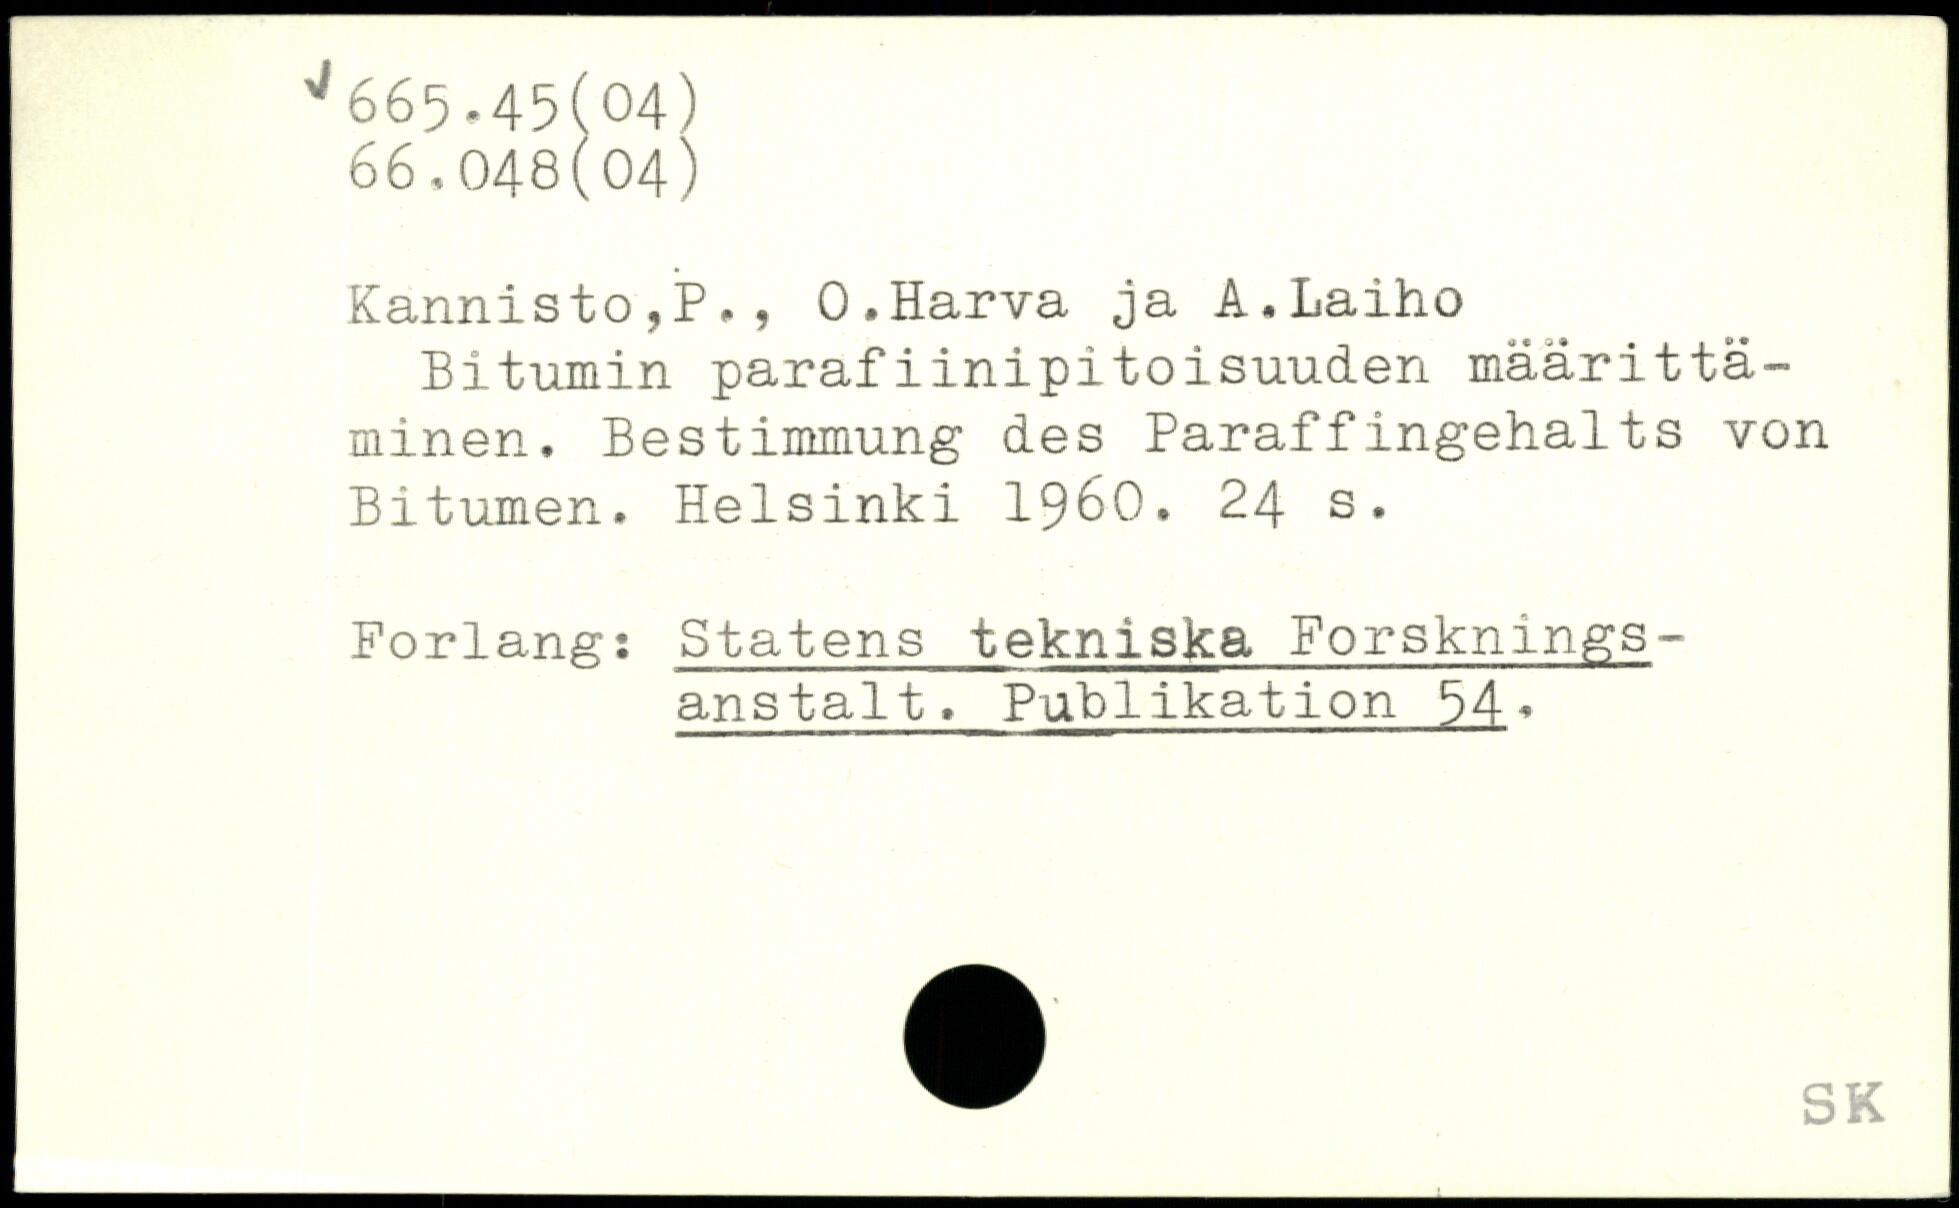 ✓ 665.45(04)
66.048(04)
Kannisto,P., O.Harva ja A.Laiho
Bitumin parafiinipitoisuuden määrittä-
minen. Bestimmung des Paraffingehalts von
Bitumen. Helsinki 1960. 24 s.
Forlang: Statens tekniska Forsknings-
anstalt. Publikation 54.
SK